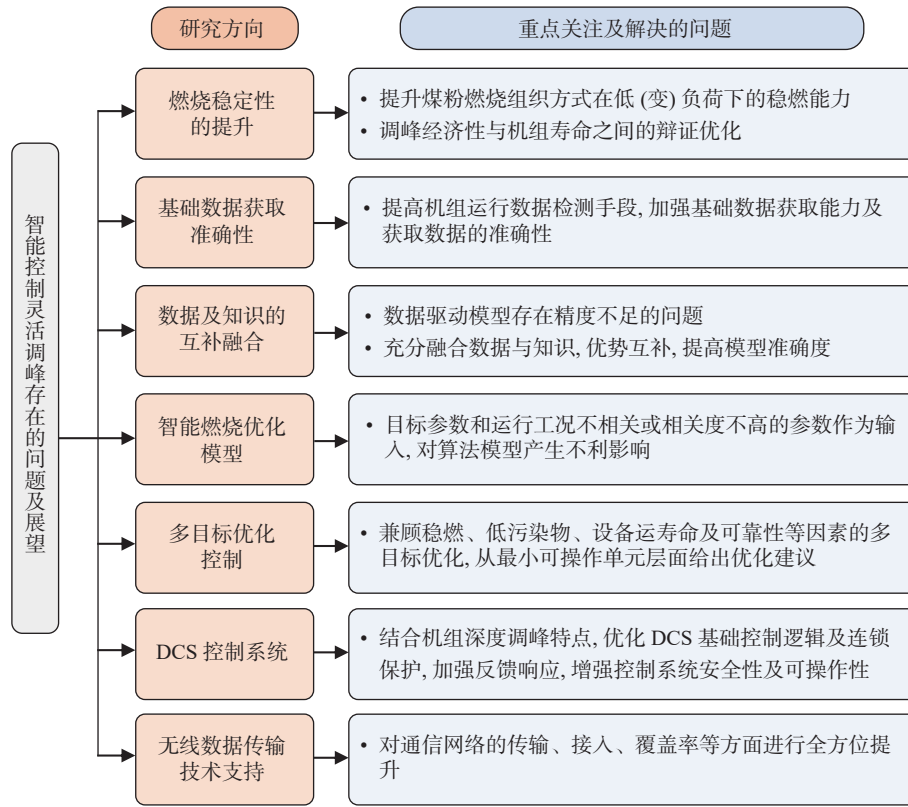 研究方向
重点关注及解决的问题
智能控制灵活调峰存在的问题及展望
燃烧稳定性
的提升
• 提升煤粉燃烧组织方式在低 (变) 负荷下的稳燃能力
• 调峰经济性与机组寿命之间的辩证优化
基础数据获取
准确性
• 提高机组运行数据检测手段, 加强基础数据获取能力及
获取数据的准确性
数据及知识的
互补融合
• 数据驱动模型存在精度不足的问题
• 充分融合数据与知识, 优势互补, 提高模型准确度
智能燃烧优化
模型
• 目标参数和运行工况不相关或相关度不高的参数作为输
入, 对算法模型产生不利影响
多目标优化
控制
• 兼顾稳燃、低污染物、设备运寿命及可靠性等因素的多
目标优化, 从最小可操作单元层面给出优化建议
DCS 控制系统
• 结合机组深度调峰特点, 优化 DCS 基础控制逻辑及连锁
保护, 加强反馈响应, 增强控制系统安全性及可操作性
无线数据传输
技术支持
• 对通信网络的传输、接入、覆盖率等方面进行全方位提
升